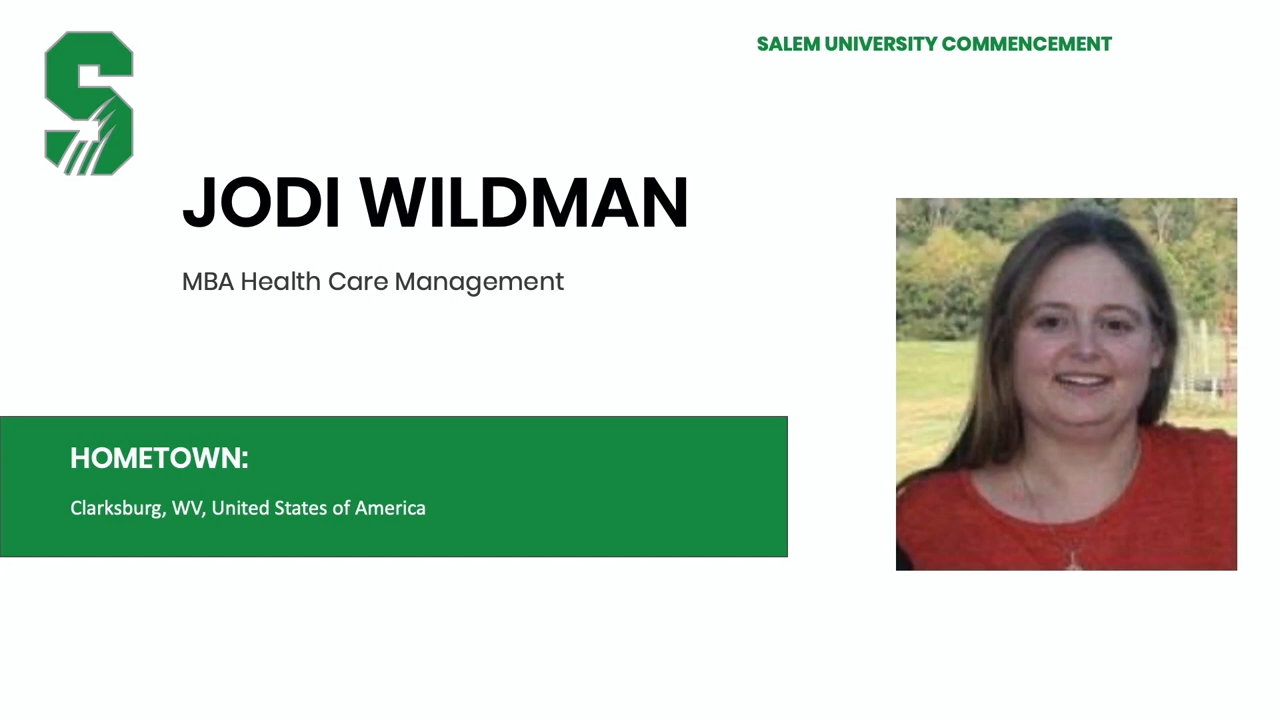 SALEM UNIVERSITY COMMENCEMENT
S
JODI WILDMAN
MBA Health Care Management
HOMETOWN:
Clarksburg, WV, United States of America